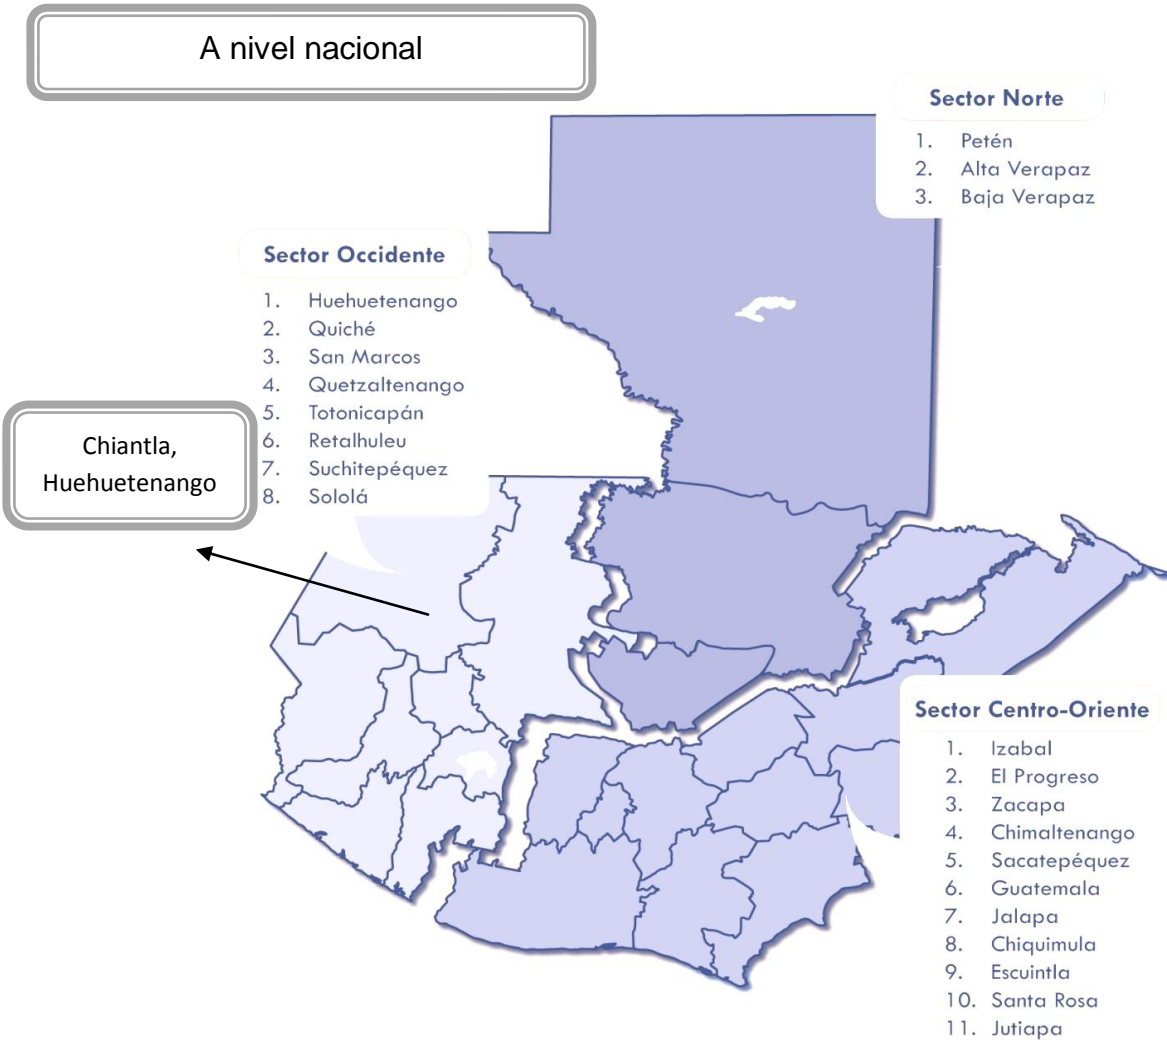 A nivel nacional
Sector Norte
1. Petén
2. Alta Verapaz
3. Baja Verapaz
Sector Occidente
1. Huehuetenango
2. Quiché
3. San Marcos
4. Quetzaltenango
5. Totonicapán
6. Retalhuleu
7. Suchitepéquez
8. Sololá
Chiantla,
Huehuetenango
Sector Centro-Oriente
1. Izabal
2. El Progreso
3. Zacapa
4. Chimaltenango
5. Sacatepéquez
6. Guatemala
7. Jalapa
8. Chiquimula
9. Escuintla
10. Santa Rosa
11. Jutiapa